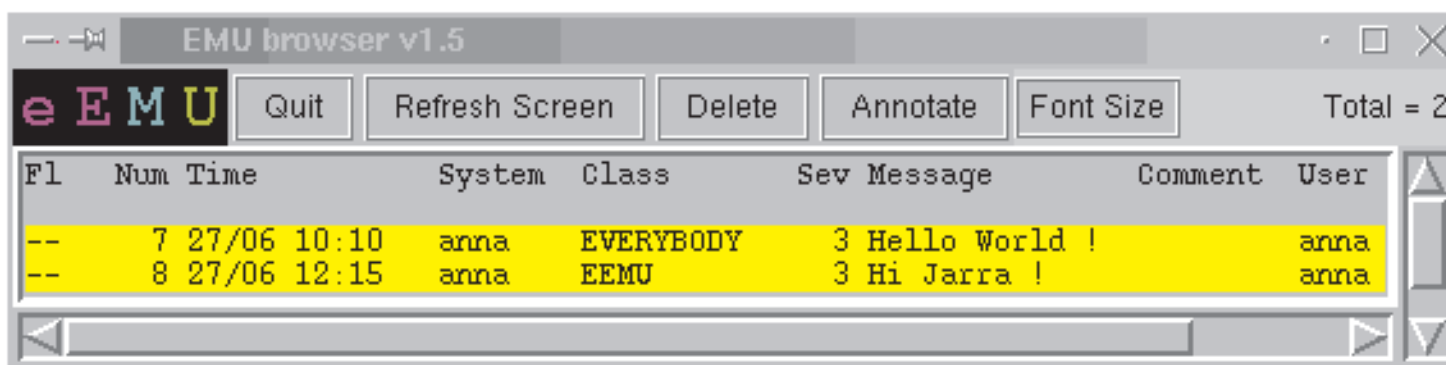 EMU browser v1.5
eEMU Quit Refresh Screen Delete Annotate Font Size Total = 2
Fl Num Time System Class Sev Message Comment User
-- 7 27/06 10:10 anna EVERYBODY 3 Hello World ! anna
-- 8 27/06 12:15 anna EEMU 3 Hi Jarra ! anna